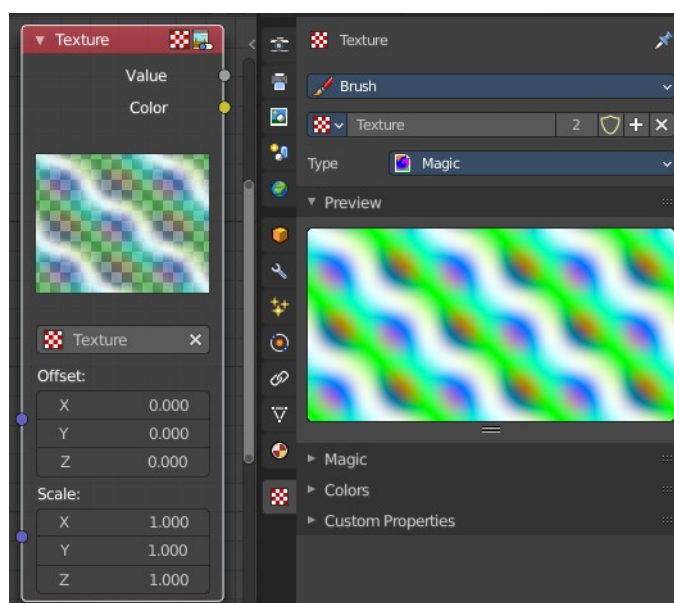 Texture
Value
Color
Texture
Offset:
X 0.000
Y 0.000
Z 0.000
Scale:
X 1.000
Y 1.000
Z 1.000
Texture
Brush
Texture 2
Type Magic
Preview
Magic
Colors
Custom Properties